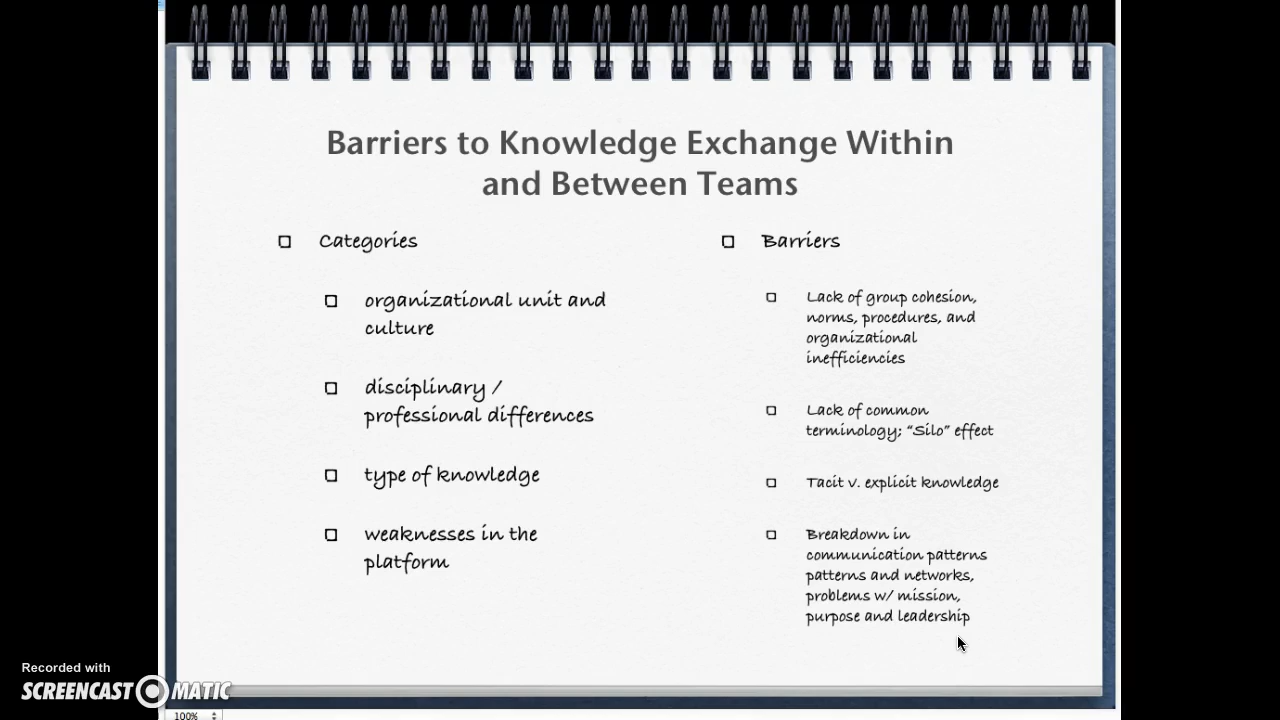 Barriers to Knowledge Exchange Within
and Between Teams
Categories
organizational unit and
culture
disciplinary /
professional differences
type of knowledge
weaknesses in the
platform
Barriers
Lack of group cohesion,
norms, procedures, and
organizational
inefficiencies
Lack of common
terminology; “Silo” effect
Tacit v. explicit knowledge
Breakdown in
communication patterns
patterns and networks,
problems w/ mission,
purpose and leadership
Recorded with
SCREENCAST MATIC
100%